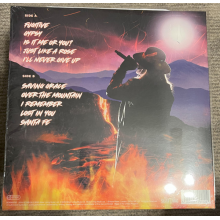 SIDE A
FUGITIVE
GYPSY
IS IT ME OR YOU?
JUST LIKE A ROSE
I'LL NEVER GIVE UP
SIDE B
SAVING GRACE
OVER THE MOUNTAIN
I REMEMBER
LOST IN YOU
SANTA FE